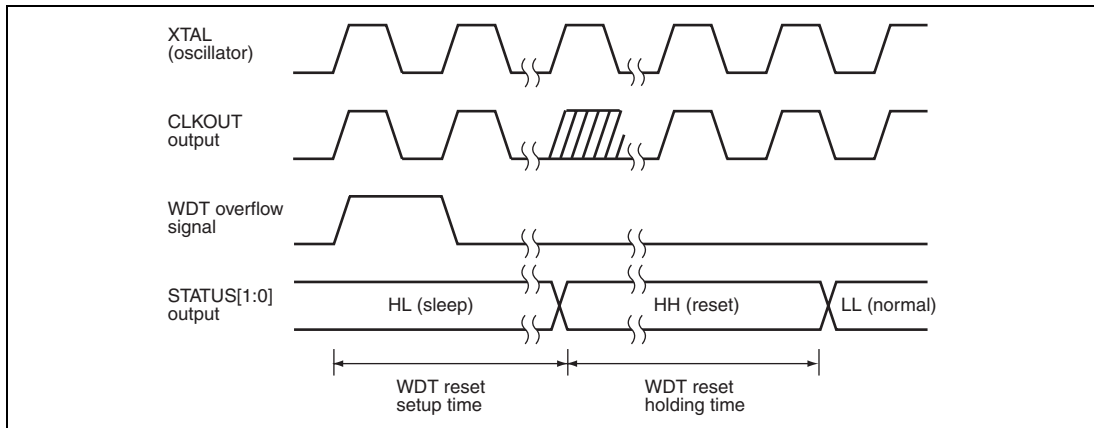 XTAL
(oscillator)
CLKOUT
output
WDT overflow
signal
STATUS[1:0]
output
HL (sleep)
HH (reset)
LL (normal)
WDT reset
setup time
WDT reset
holding time